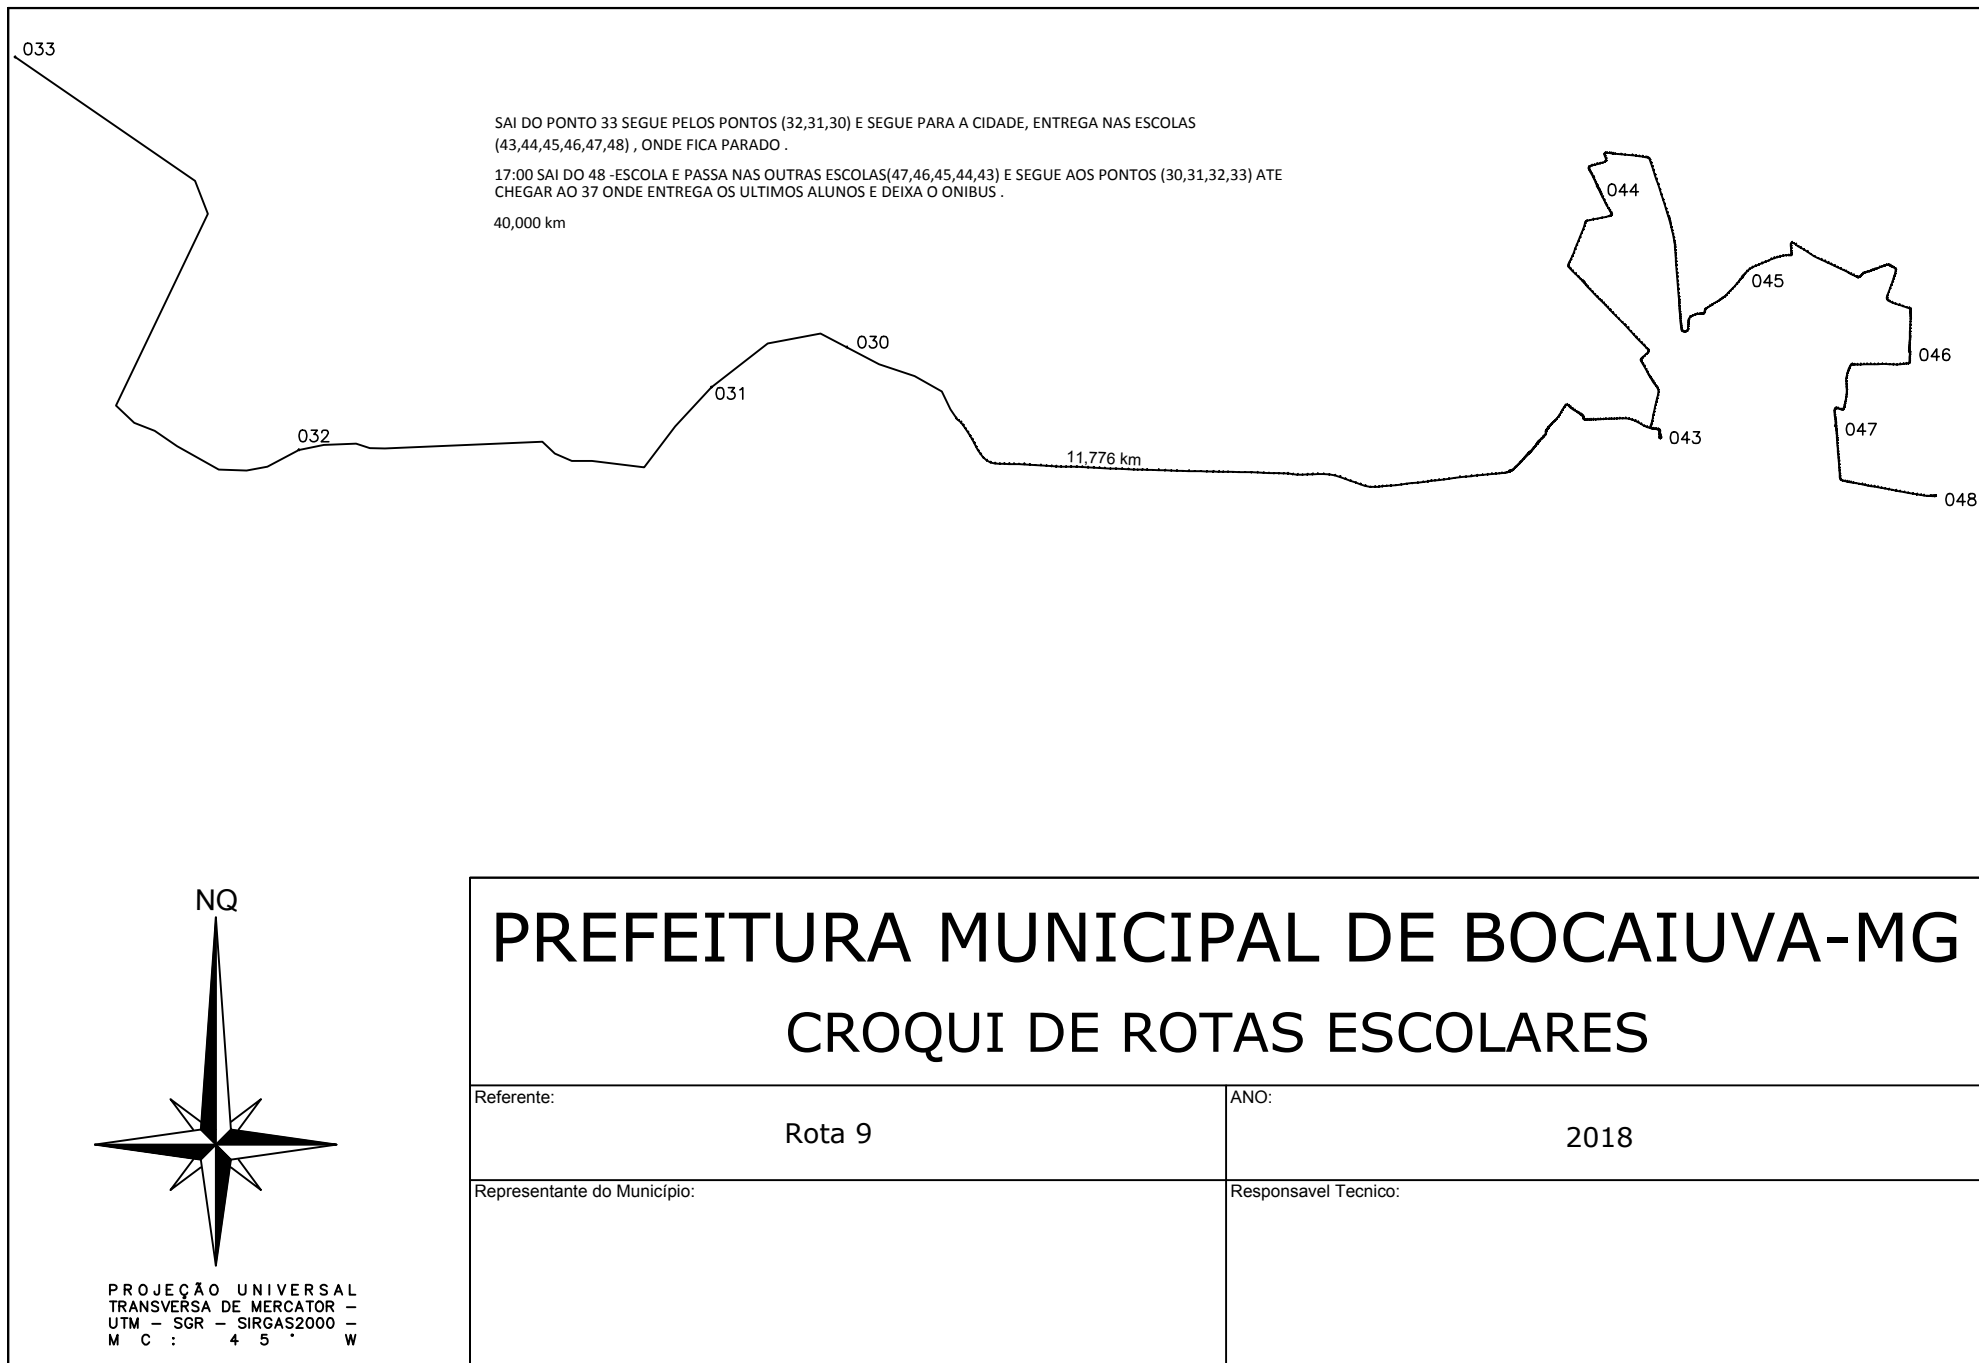 033
SAI DO PONTO 33 SEGUE PELOS PONTOS (32,31,30) E SEGUE PARA A CIDADE, ENTREGA NAS ESCOLAS
(43,44,45,46,47,48) , ONDE FICA PARADO .
17:00 SAI DO 48 -ESCOLA E PASSA NAS OUTRAS ESCOLAS(47,46,45,44,43) E SEGUE AOS PONTOS (30,31,32,33) ATE
CHEGAR AO 37 ONDE ENTREGA OS ULTIMOS ALUNOS E DEIXA O ONIBUS .
40,000 km
044
045
030
046
031
047
032
043
11,776 km
048
NQ
PROJEÇÃO UNIVERSAL
TRANSVERSA DE MERCATOR –
UTM – SGR – SIRGAS2000 –
M C : 45° W
PREFEITURA MUNICIPAL DE BOCAIUVA-MG
CROQUI DE ROTAS ESCOLARES
Referente:
Rota 9
ANO:
2018
Representante do Município:
Responsavel Tecnico: